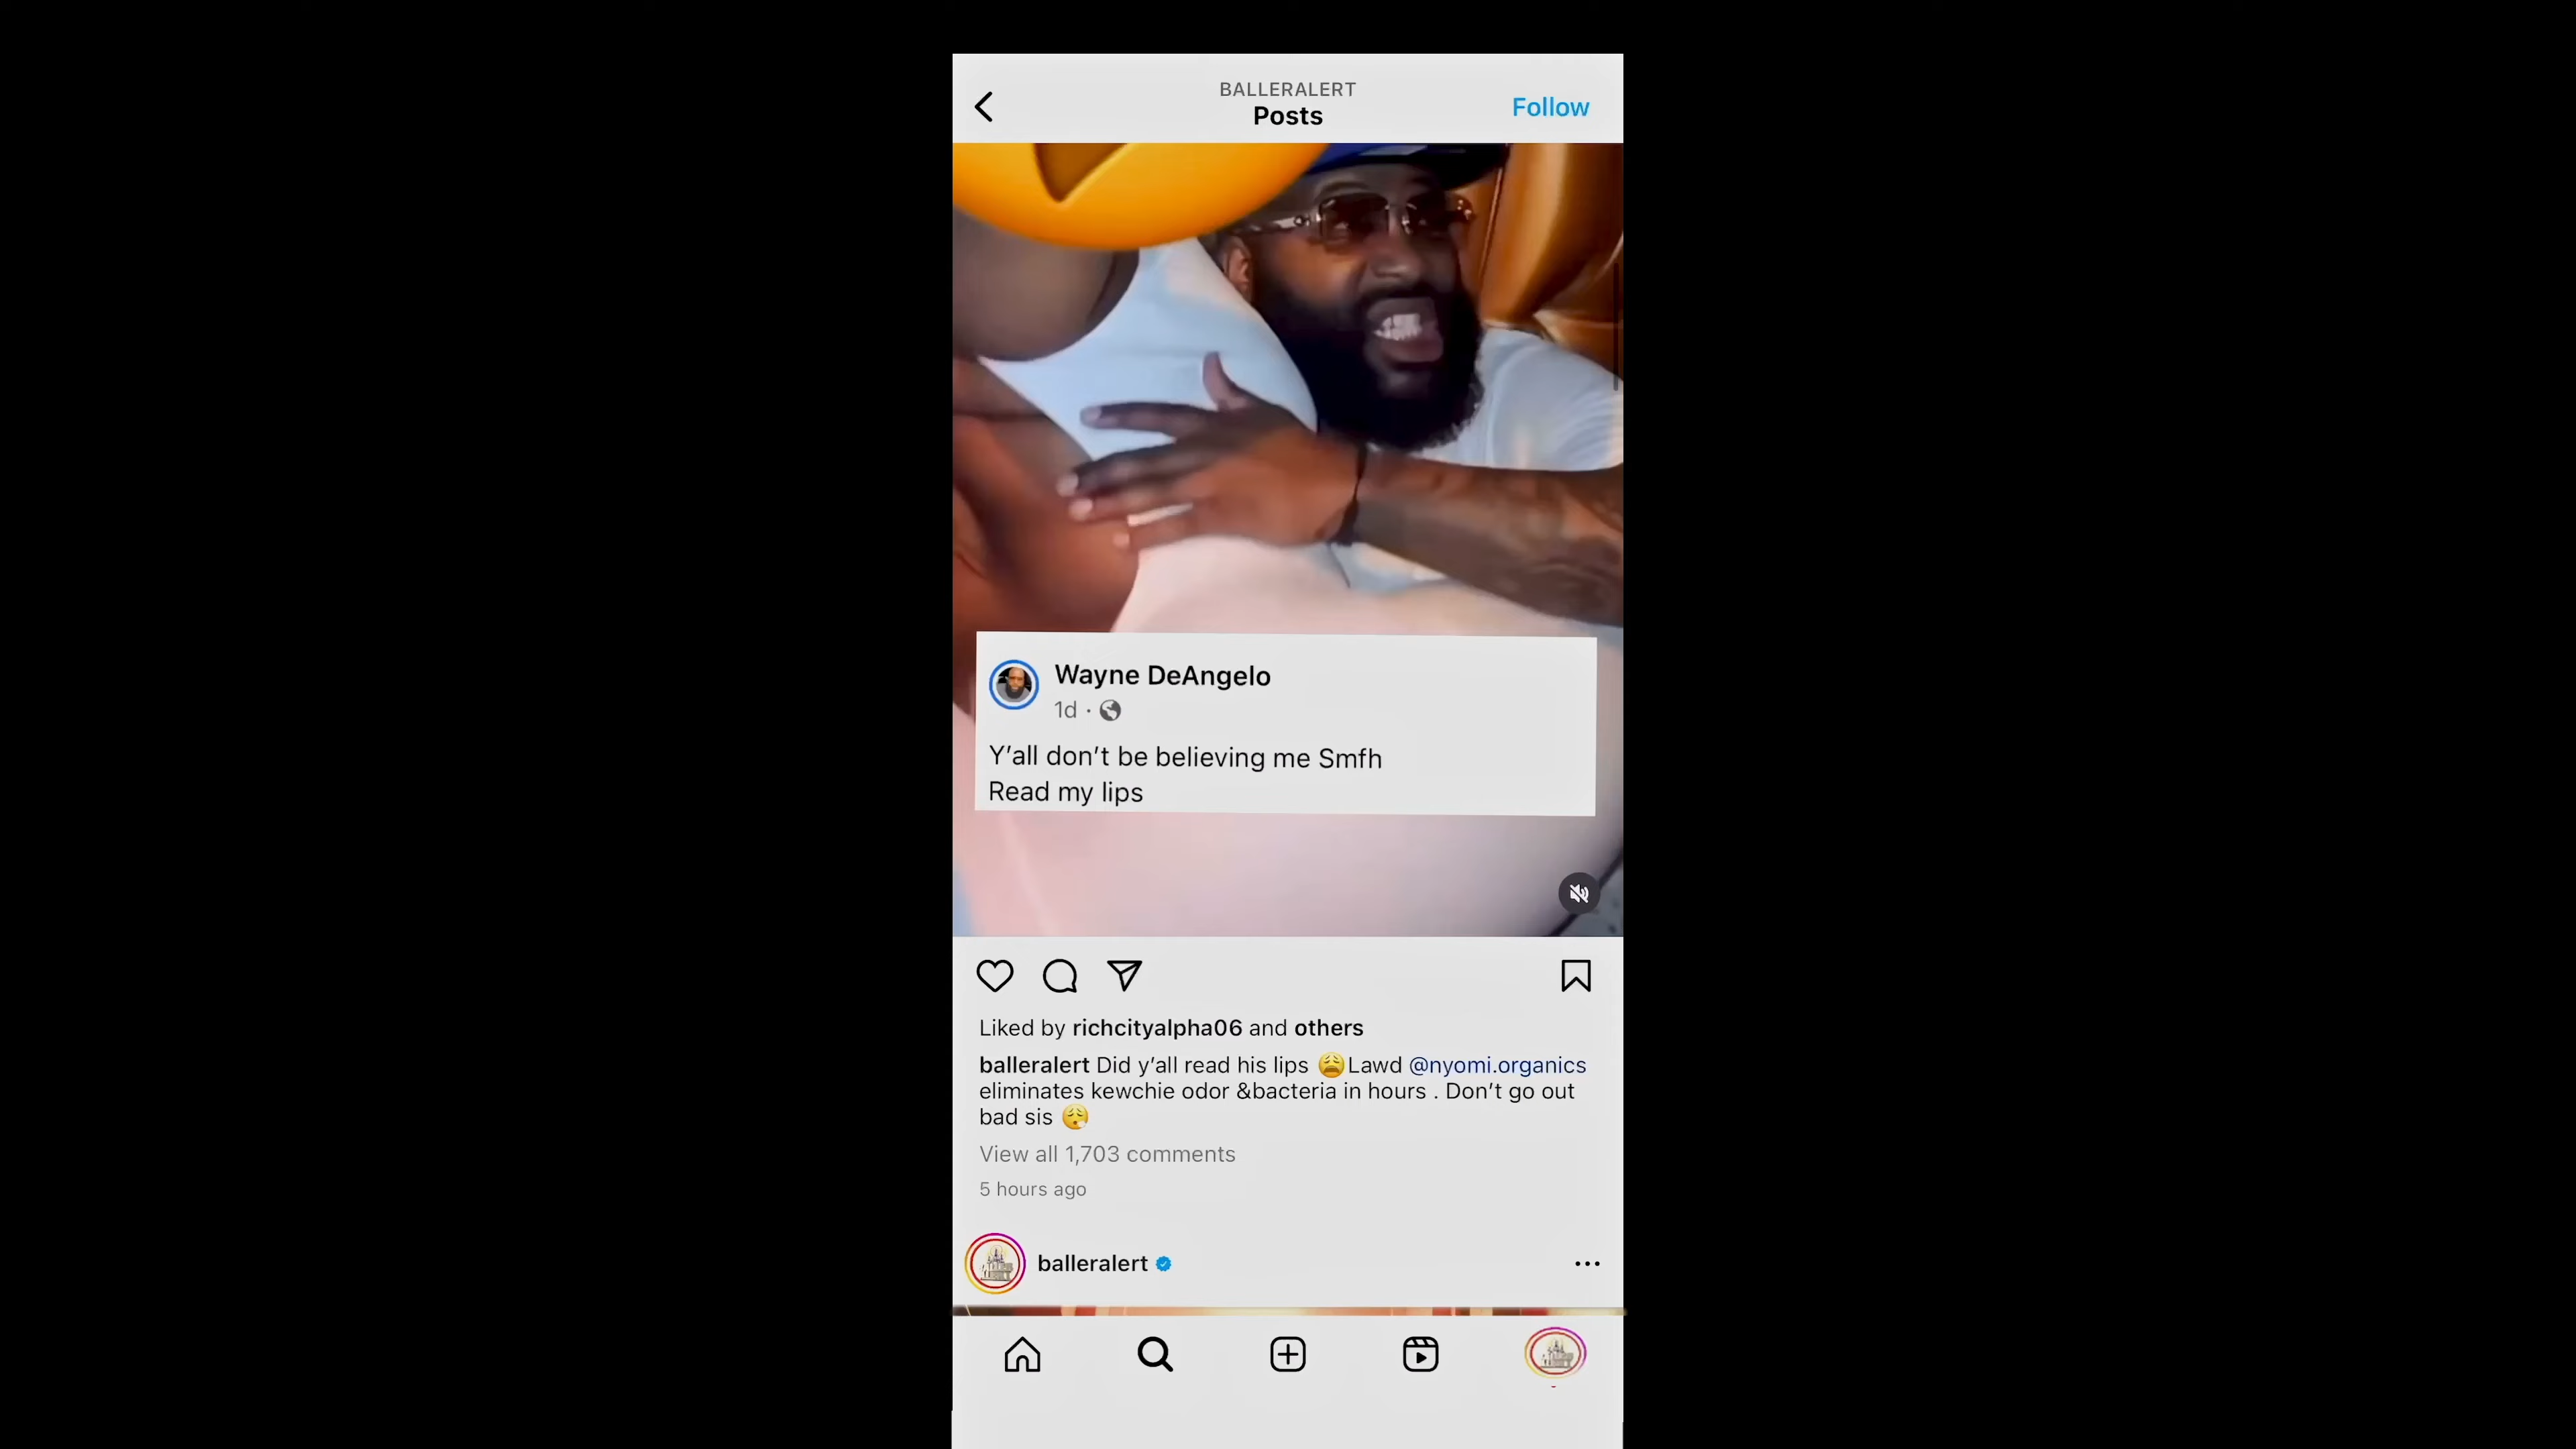 BALLERALERT
Posts
Follow
Wayne DeAngelo
1d ·
Y'all don't be believing me Smfh
Read my lips
Liked by richcityalpha06 and others
balleralert Did y'all read his lips 😩Lawd @nyomi.organics
eliminates kewchie odor &bacteria in hours . Don't go out
bad sis 😮‍💨
View all 1,703 comments
5 hours ago
balleralert